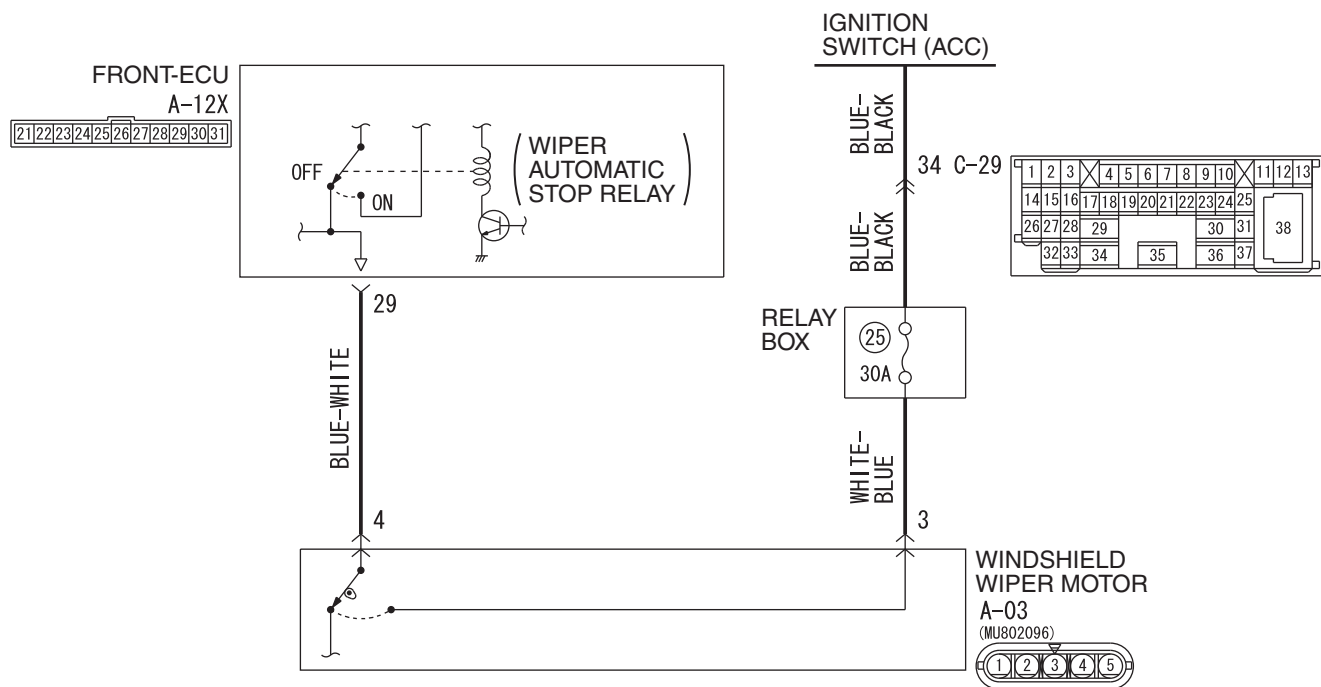 IGNITION
SWITCH (ACC)
FRONT-ECU
A-12X
21 22 23 24 25 26 27 28 29 30 31
OFF
ON
WIPER
AUTOMATIC
STOP RELAY
BLUE-
BLACK
34 C-29
1 2 3 4 5 6 7 8 9 10 11 12 13
14 15 16 17 18 19 20 21 22 23 24 25
26 27 28 29 30 31 38
32 33 34 35 36 37
BLUE-
BLACK
29
RELAY
BOX
25
30A
BLUE-WHITE
WHITE-
BLUE
4
3
WINDSHIELD
WIPER MOTOR
A-03
(MU802096)
1 2 3 4 5